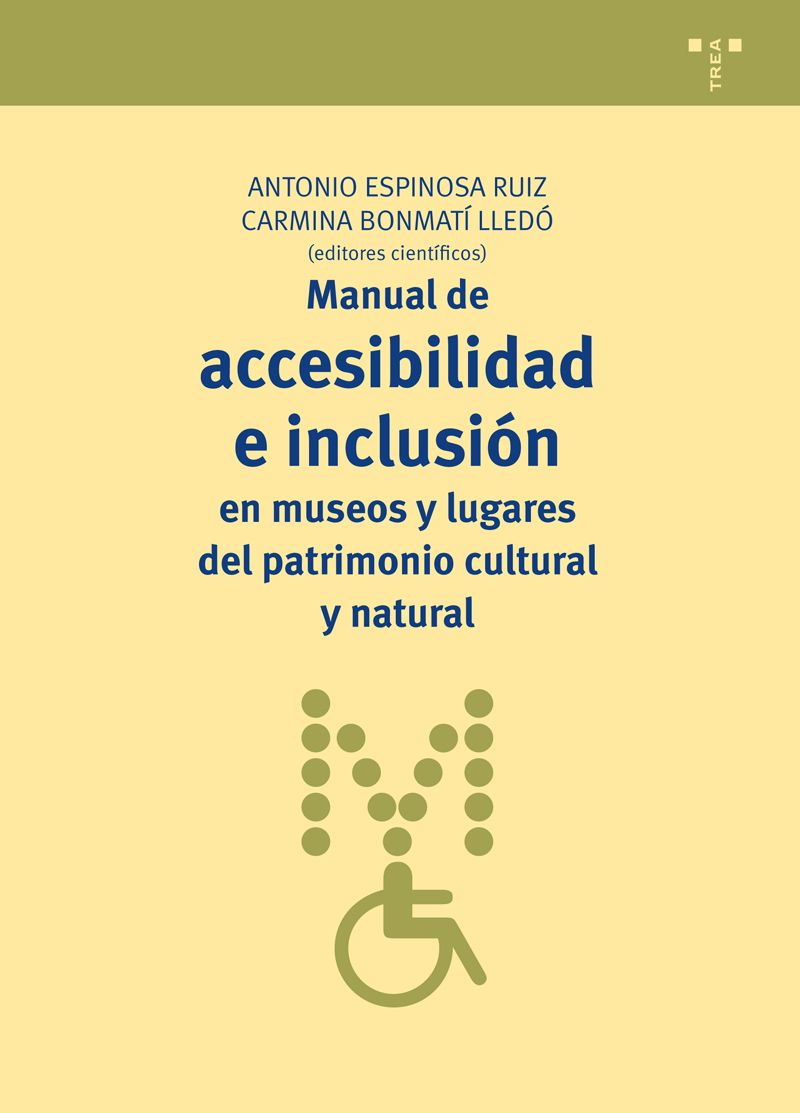 TREA
ANTONIO ESPINOSA RUIZ
CARMINA BONMATÍ LLEDÓ
(editores científicos)
Manual de
accesibilidad
e inclusión
en museos y lugares
del patrimonio cultural
y natural